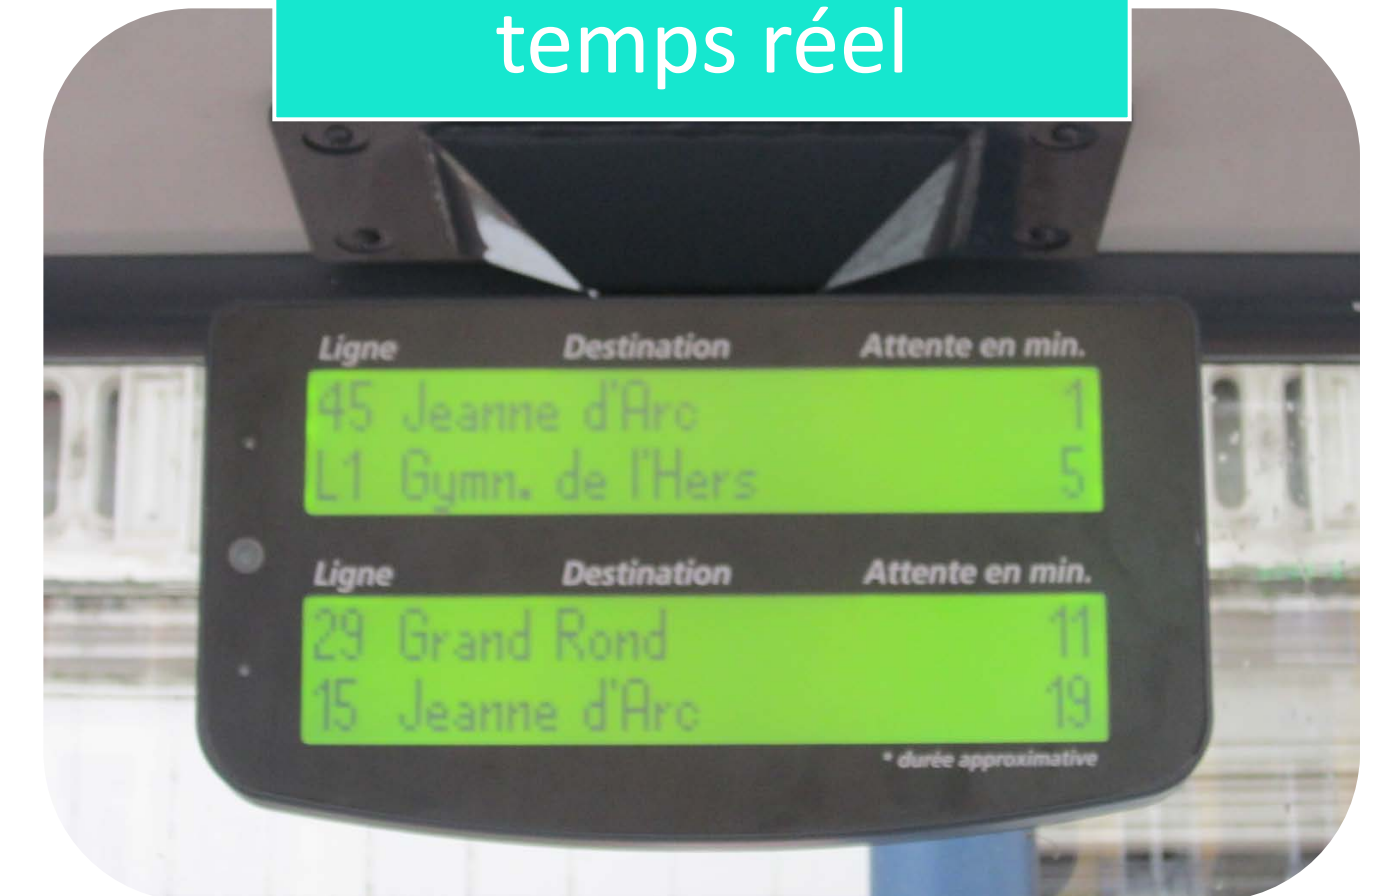 temps réel
Ligne Destination Attente en min.
45 Jeanne d'Arc 1
L1 Gymn. de l'Hers 5
Ligne Destination Attente en min.
29 Grand Rond 11
15 Jeanne d'Arc 19
* durée approximative